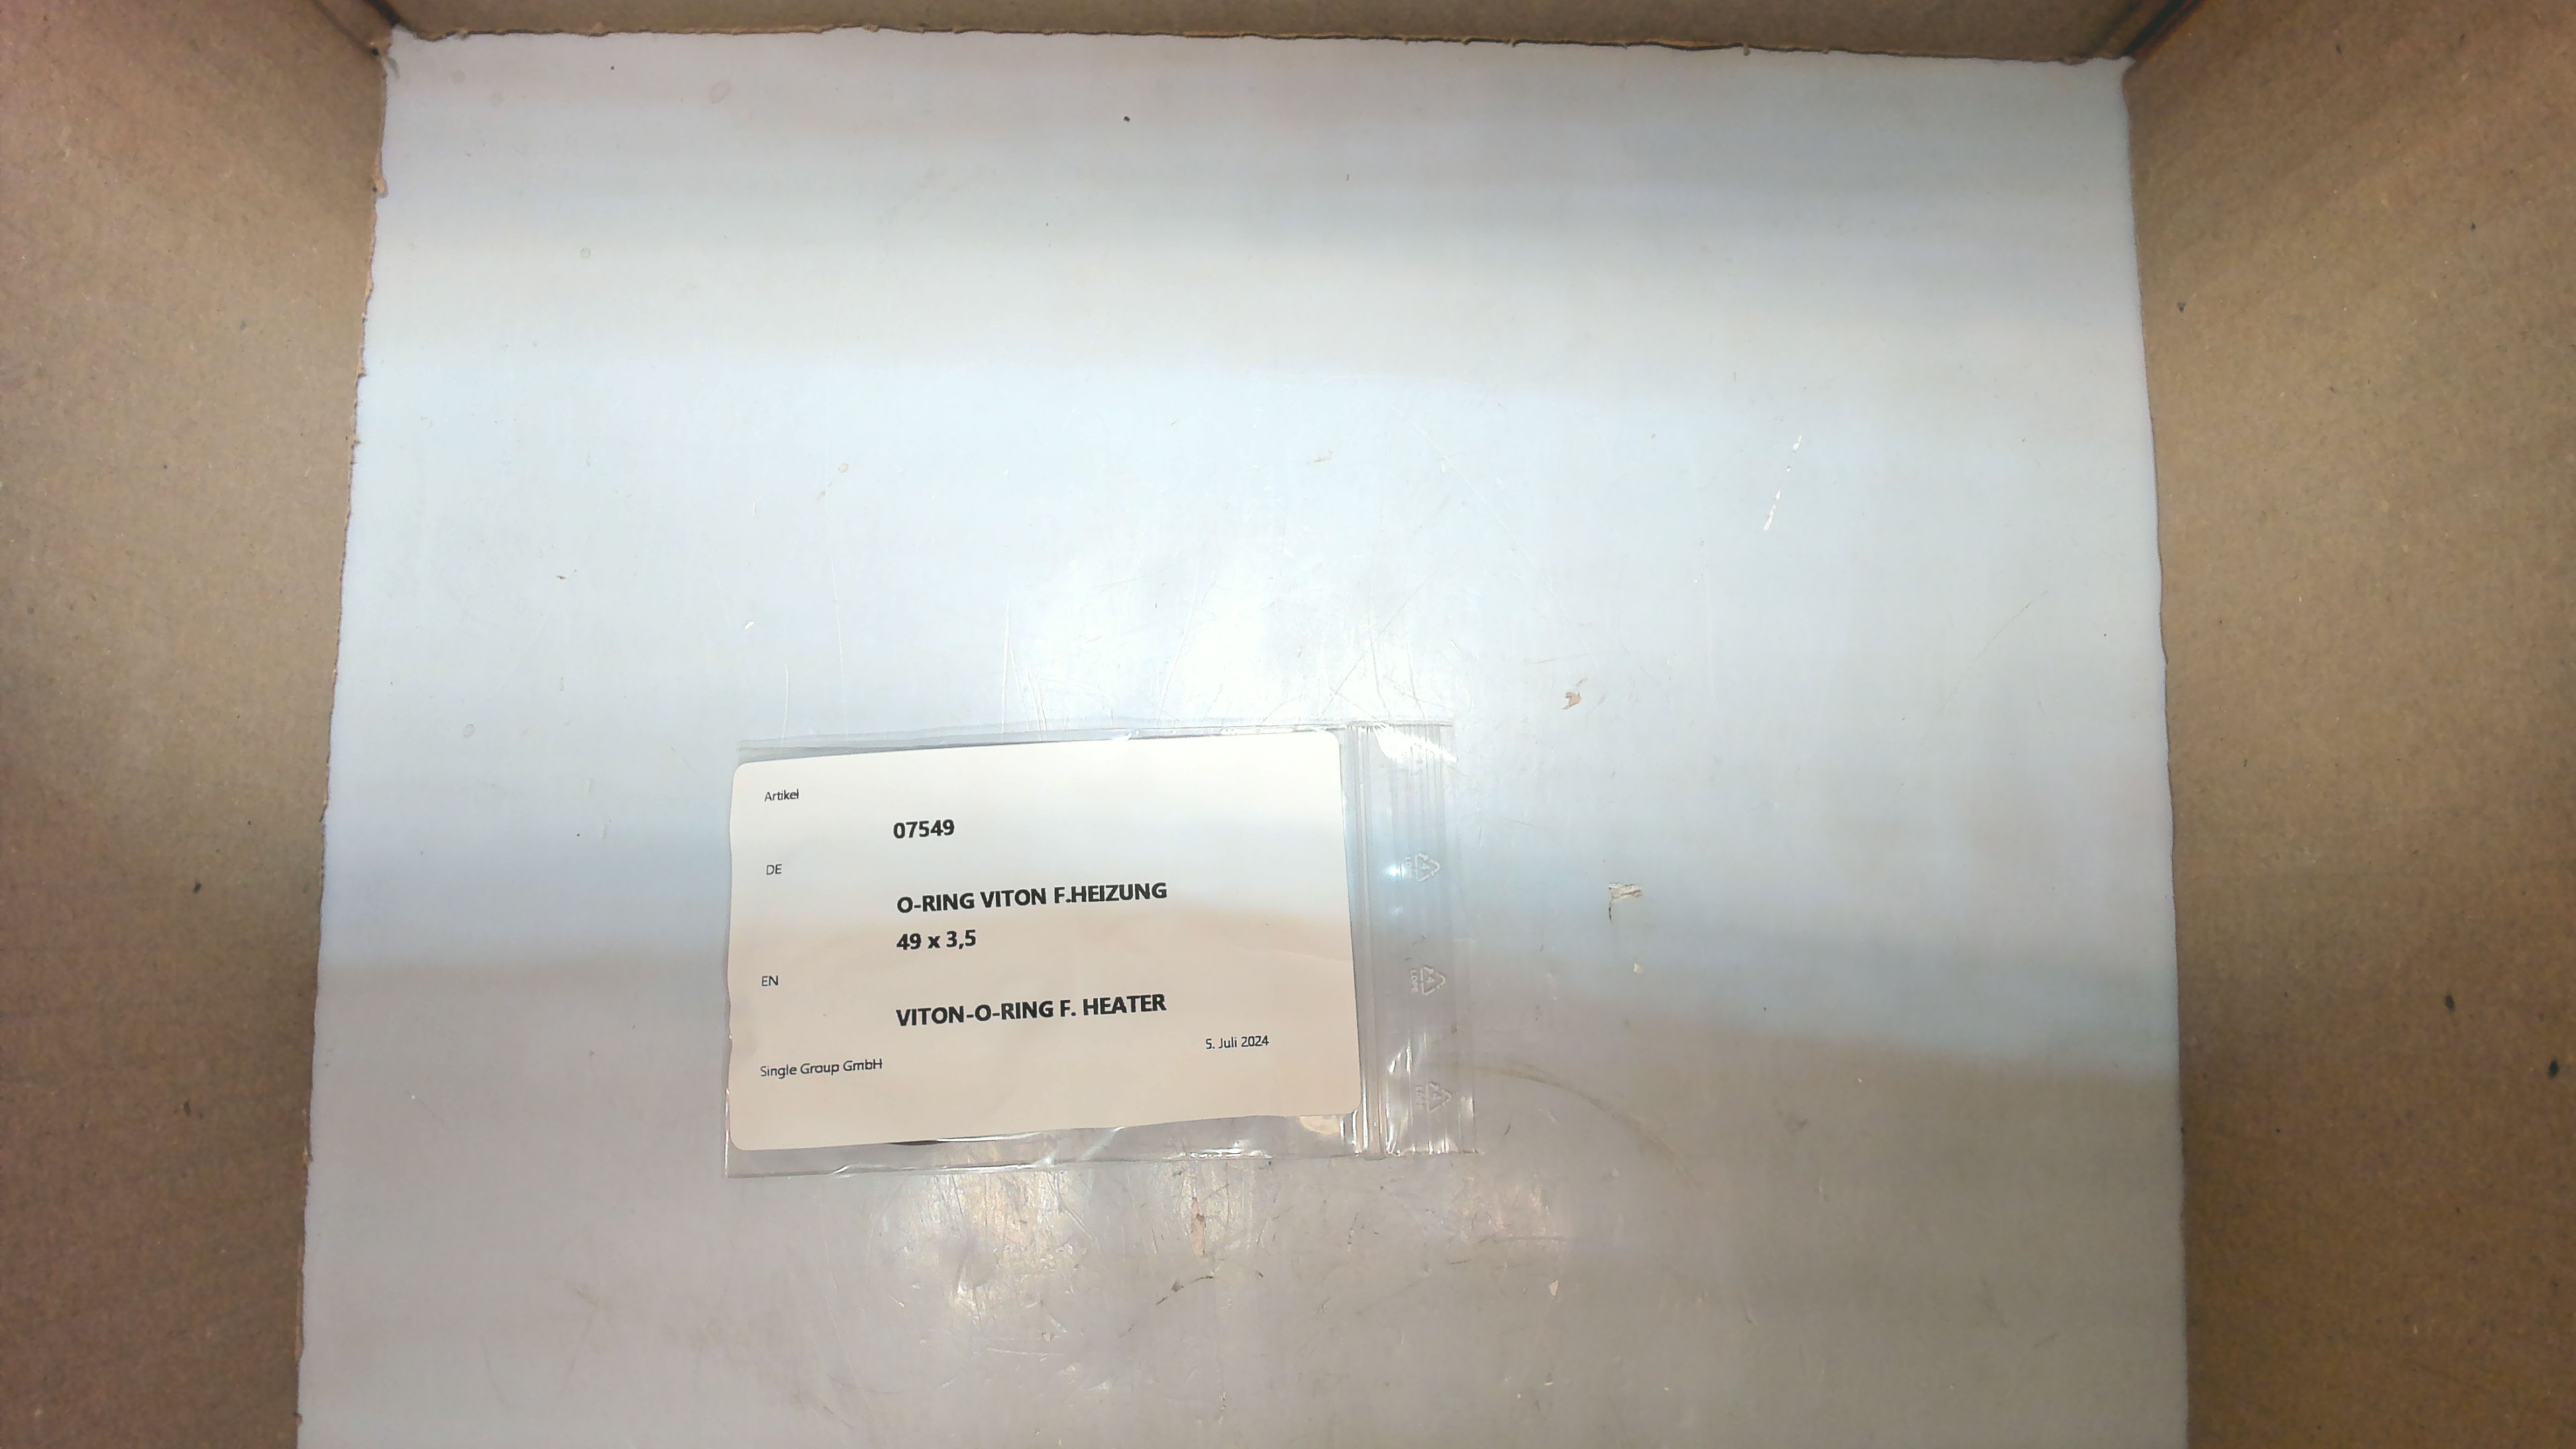 Artikel
07549
DE
O-RING VITON F.HEIZUNG
49 x 3,5
EN
VITON-O-RING F. HEATER
5. Juli 2024
Single Group GmbH